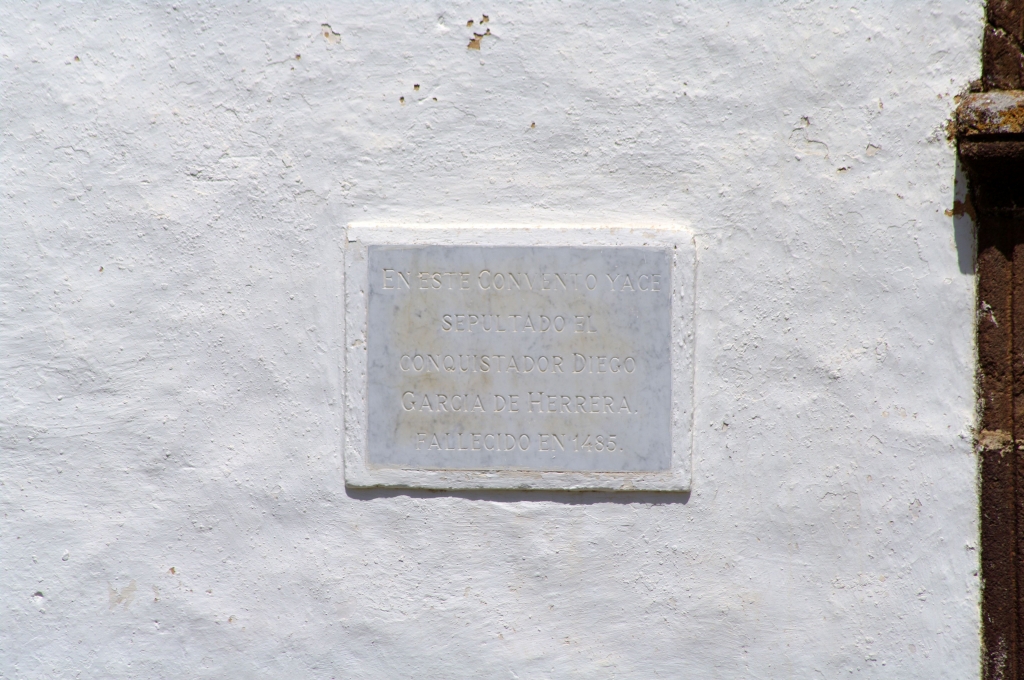 EN ESTE CONVENTO YACE
SEPULTADO EL
CONQUISTADOR DIEGO
GARCIA DE HERRERA.
FALLECIDO EN 1485.